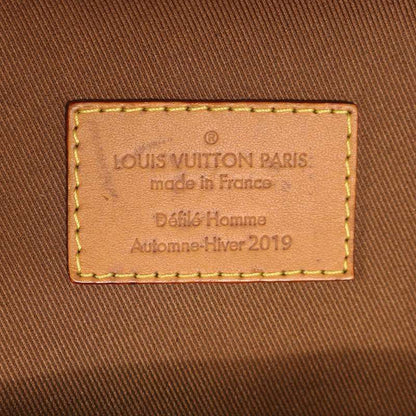 ®
LOUIS VUITTON PARIS
made in France
Défilé Homme
Automne-Hiver 2019